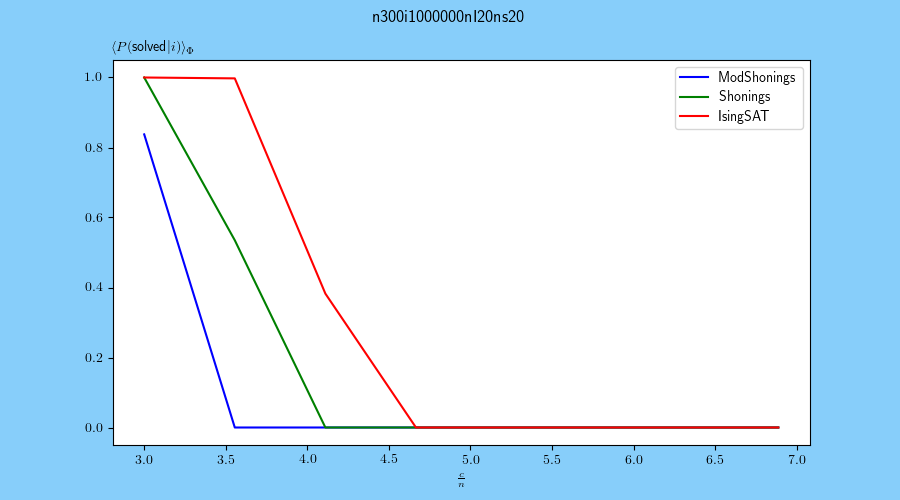 n300i1000000nI20ns20
⟨P(solved|i)⟩Φ
1.0
0.8
0.6
0.4
0.2
0.0
ModShonings
Shonings
IsingSAT
3.0 3.5 4.0 4.5 5.0 5.5 6.0 6.5 7.0
c/n